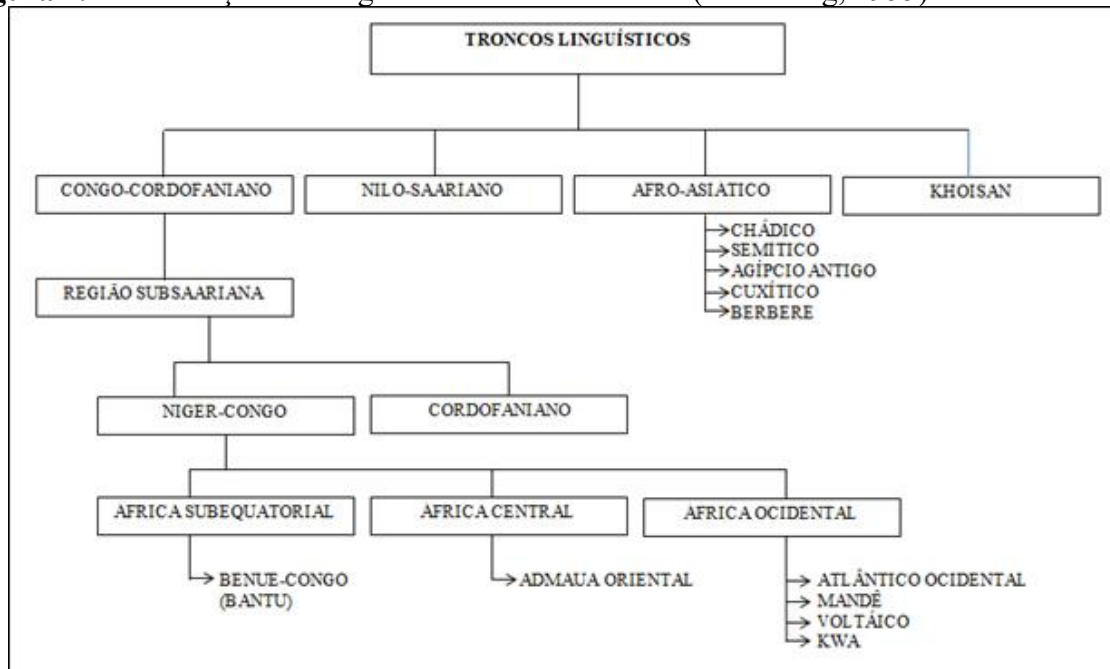 TRONCOS LINGUÍSTICOS
CONGO-CORDOFANIANO
NILO-SAARIANO
AFRO-ASIATICO
KHOISAN
CHÁDICO
SEMITICO
AGÍPCIO ANTIGO
CUXÍTICO
BERBERE
REGIÃO SUBSAARIANA
NIGER-CONGO
CORDOFANIANO
AFRICA SUBEQUATORIAL
AFRICA CENTRAL
AFRICA OCIDENTAL
BENUE-CONGO
(BANTU)
ADMAUA ORIENTAL
ATLÂNTICO OCIDENTAL
MANDÊ
VOLTÁICO
KWA